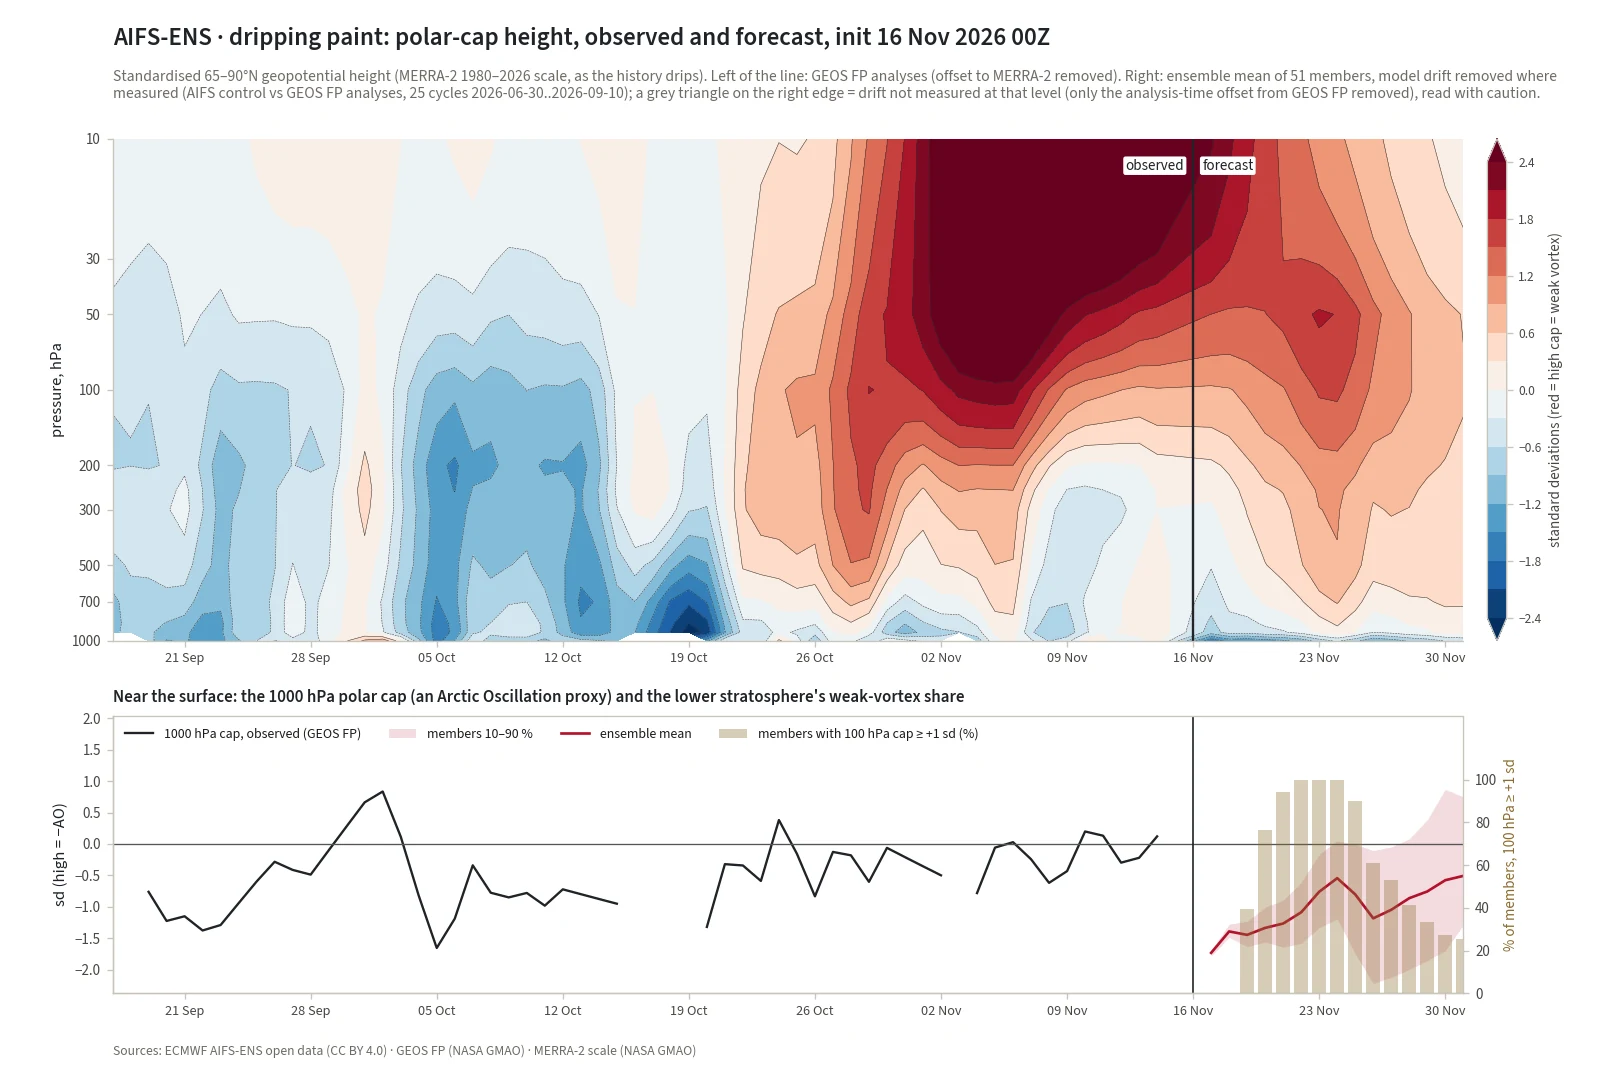 AIFS-ENS · dripping paint: polar-cap height, observed and forecast, init 16 Nov 2026 00Z
Standardised 65–90°N geopotential height (MERRA-2 1980–2026 scale, as the history drips). Left of the line: GEOS FP analyses (offset to MERRA-2 removed). Right: ensemble mean of 51 members, model drift removed where
measured (AIFS control vs GEOS FP analyses, 25 cycles 2026-06-30..2026-09-10); a grey triangle on the right edge = drift not measured at that level (only the analysis-time offset from GEOS FP removed), read with caution.
pressure, hPa
10
30
50
100
200
300
500
700
1000
observed
forecast
21 Sep
28 Sep
05 Oct
12 Oct
19 Oct
26 Oct
02 Nov
09 Nov
16 Nov
23 Nov
30 Nov
2.4
1.8
1.2
0.6
0.0
−0.6
−1.2
−1.8
−2.4
standard deviations (red = high cap = weak vortex)
Near the surface: the 1000 hPa polar cap (an Arctic Oscillation proxy) and the lower stratosphere's weak-vortex share
sd (high = −AO)
2.0
1.5
1.0
0.5
0.0
−0.5
−1.0
−1.5
−2.0
1000 hPa cap, observed (GEOS FP)
members 10–90 %
ensemble mean
members with 100 hPa cap ≥ +1 sd (%)
100
80
60
40
20
0
% of members, 100 hPa ≥ +1 sd
21 Sep
28 Sep
05 Oct
12 Oct
19 Oct
26 Oct
02 Nov
09 Nov
16 Nov
23 Nov
30 Nov
Sources: ECMWF AIFS-ENS open data (CC BY 4.0) · GEOS FP (NASA GMAO) · MERRA-2 scale (NASA GMAO)